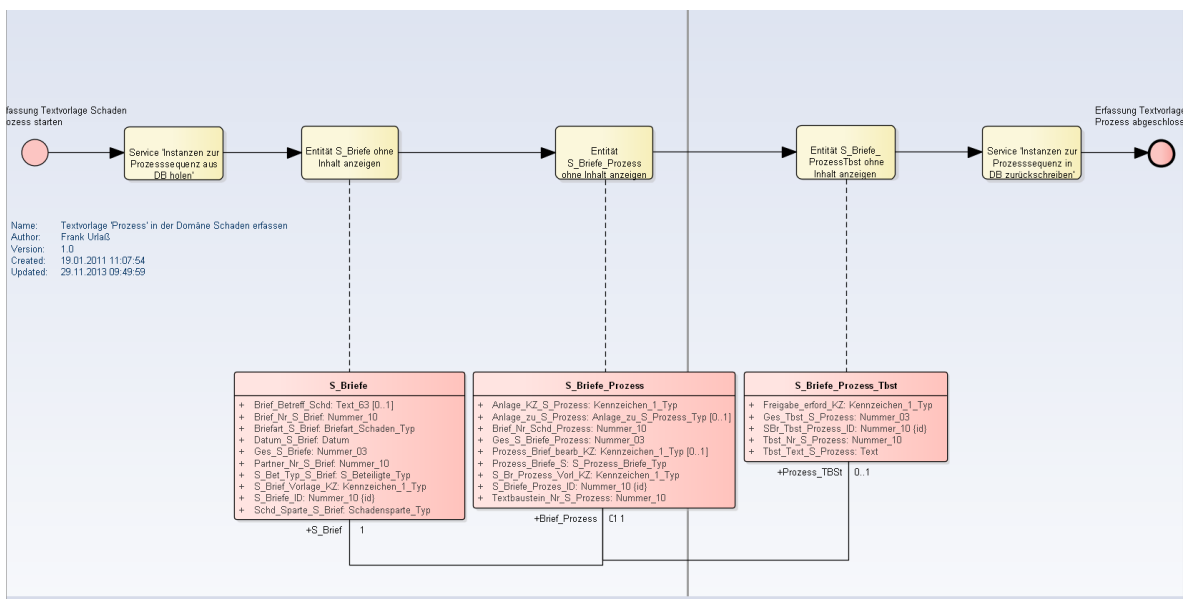 fassung Textvorlage Schaden
ozess starten
Erfassung Textvorlage
Prozess abgeschloss
Service 'Instanzen zur
Prozesssequenz aus
DB holen'
Entität S_Briefe ohne
Inhalt anzeigen
Entität
S_Briefe_Prozess
ohne Inhalt anzeigen
Entität S_Briefe_
ProzessTbst ohne
Inhalt anzeigen
Service 'Instanzen zur
Prozesssequenz in
DB zurückschreiben'
Name: Textvorlage 'Prozess' in der Domäne Schaden erfassen
Author: Frank Urlaß
Version: 1.0
Created: 19.01.2011 11:07:54
Updated: 29.11.2013 09:49:59
S_Briefe
+ Brief_Betreff_Schd: Text_63 [0..1]
+ Brief_Nr_S_Brief: Nummer_10
+ Briefart_S_Brief: Briefart_Schaden_Typ
+ Datum_S_Brief: Datum
+ Ges_S_Briefe: Nummer_03
+ Partner_Nr_S_Brief: Nummer_10
+ S_Bet_Typ_S_Brief: S_Beteiligte_Typ
+ S_Brief_Vorlage_KZ: Kennzeichen_1_Typ
+ S_Briefe_ID: Nummer_10 {id}
+ Schd_Sparte_S_Brief: Schadensparte_Typ
S_Briefe_Prozess
+ Anlage_KZ_S_Prozess: Kennzeichen_1_Typ
+ Anlage_zu_S_Prozess: Anlage_zu_S_Prozess_Typ [0..1]
+ Brief_Nr_Schd_Prozess: Nummer_10
+ Ges_S_Briefe_Prozess: Nummer_03
+ Prozess_Brief_bearb_KZ: Kennzeichen_1_Typ [0..1]
+ Prozess_Briefe_S: S_Prozess_Briefe_Typ
+ S_Br_Prozess_Vorl_KZ: Kennzeichen_1_Typ
+ S_Briefe_Prozes_ID: Nummer_10 {id}
+ Textbaustein_Nr_S_Prozess: Nummer_10
S_Briefe_Prozess_Tbst
+ Freigabe_erford_KZ: Kennzeichen_1_Typ
+ Ges_Tbst_S_Prozess: Nummer_03
+ SBr_Tbst_Prozess_ID: Nummer_10 {id}
+ Tbst_Nr_S_Prozess: Nummer_10
+ Tbst_Text_S_Prozess: Text
+Prozess_TBSt 0..1
+Brief_Prozess
+S_Brief 1